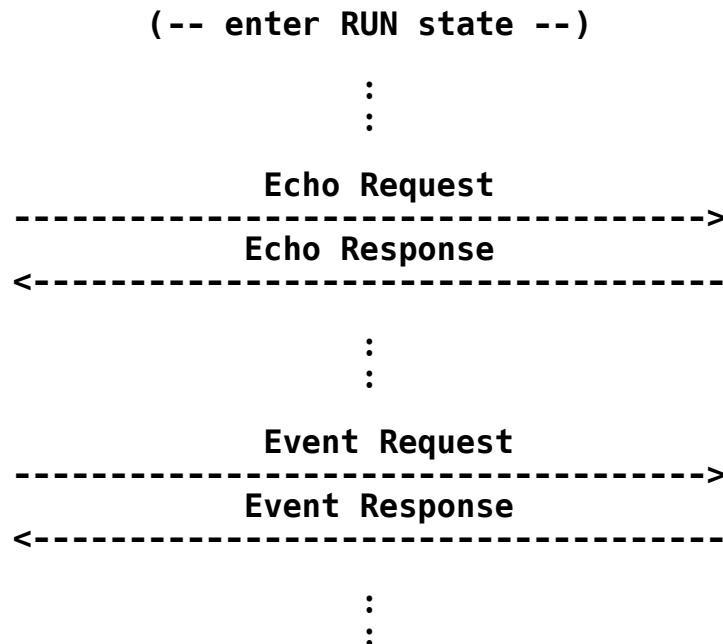 (-- enter RUN state --)
:
:
Echo Request
------------------------------------>
Echo Response
<------------------------------------
:
:
Event Request
------------------------------------>
Event Response
<------------------------------------
:
: